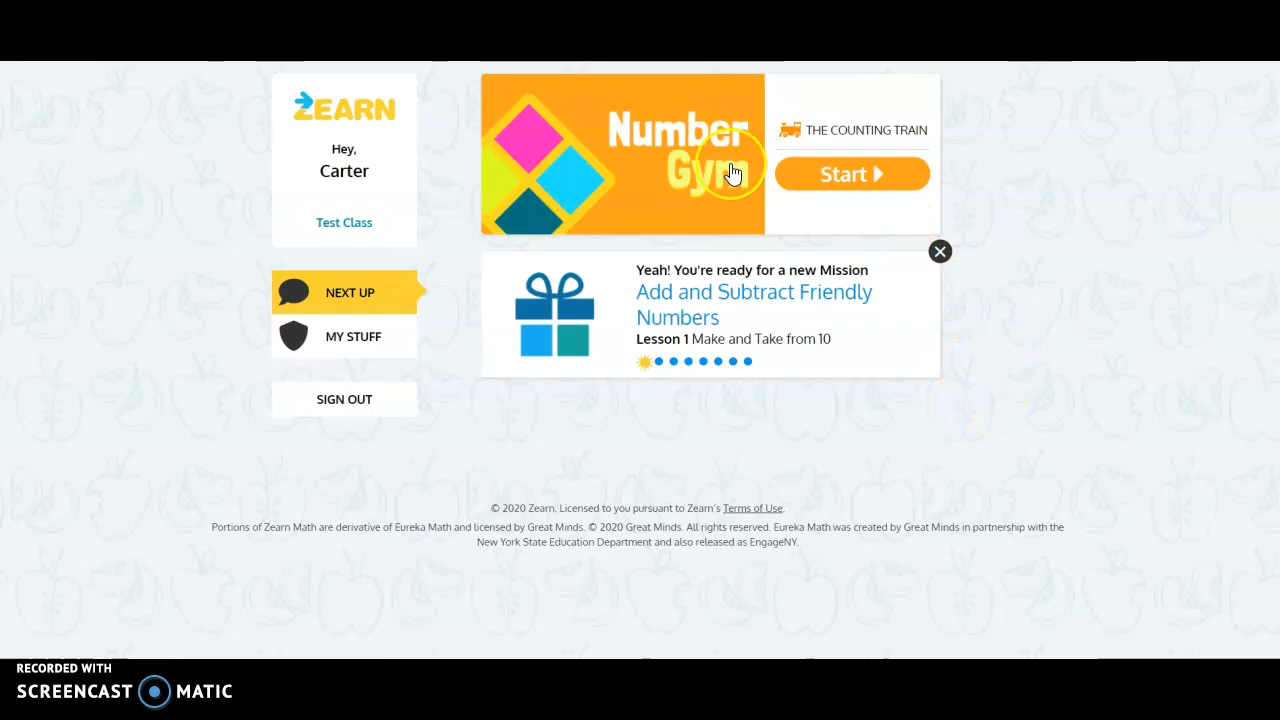 ZEARN
Hey,
Carter
Test Class
NEXT UP
MY STUFF
SIGN OUT
Number
Gym
THE COUNTING TRAIN
Start
Yeah! You're ready for a new Mission
Add and Subtract Friendly
Numbers
Lesson 1 Make and Take from 10
© 2020 Zearn. Licensed to you pursuant to Zearn's Terms of Use.
Portions of Zearn Math are derivative of Eureka Math and licensed by Great Minds. © 2020 Great Minds. All rights reserved. Eureka Math was created by Great Minds in partnership with the
New York State Education Department and also released as EngageNY.
RECORDED WITH
SCREENCAST MATIC